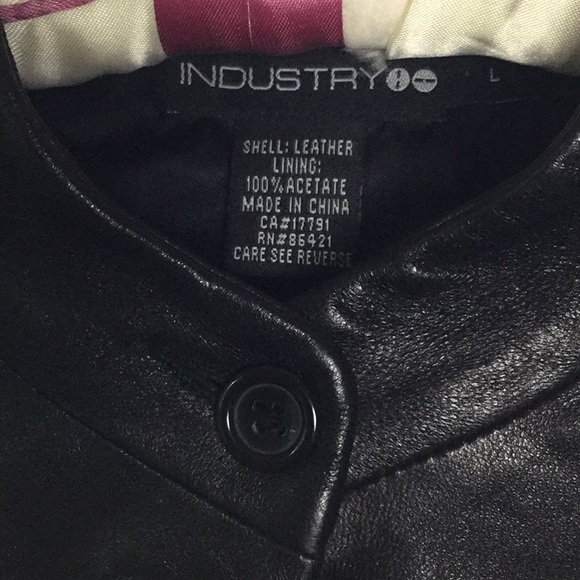 INDUSTRY L
SHELL: LEATHER
LINING:
100% ACETATE
MADE IN CHINA
CA#17791
RN#86421
CARE SEE REVERSE